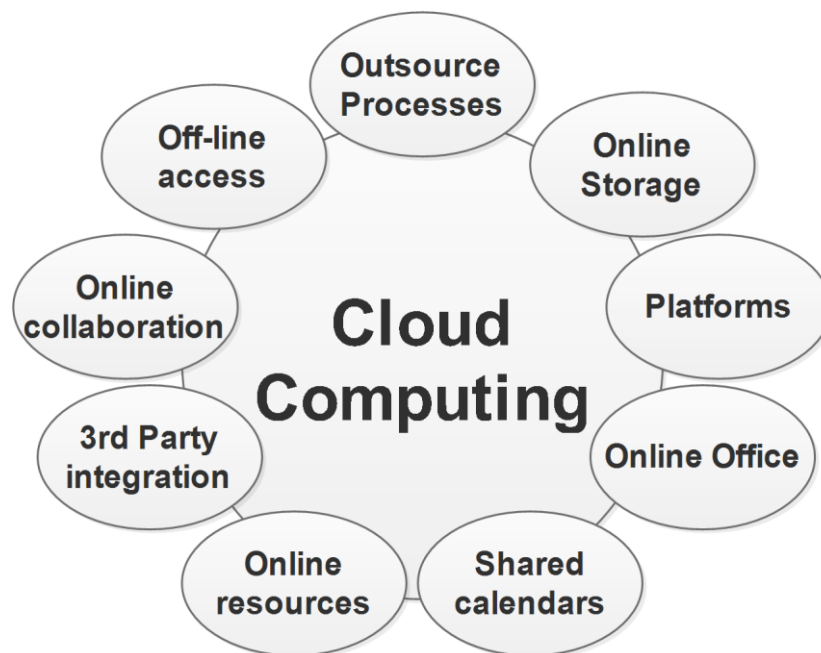 Outsource
Processes
Off-line
access
Online
Storage
Online
collaboration
Platforms
Cloud
Computing
3rd Party
integration
Online Office
Online
resources
Shared
calendars